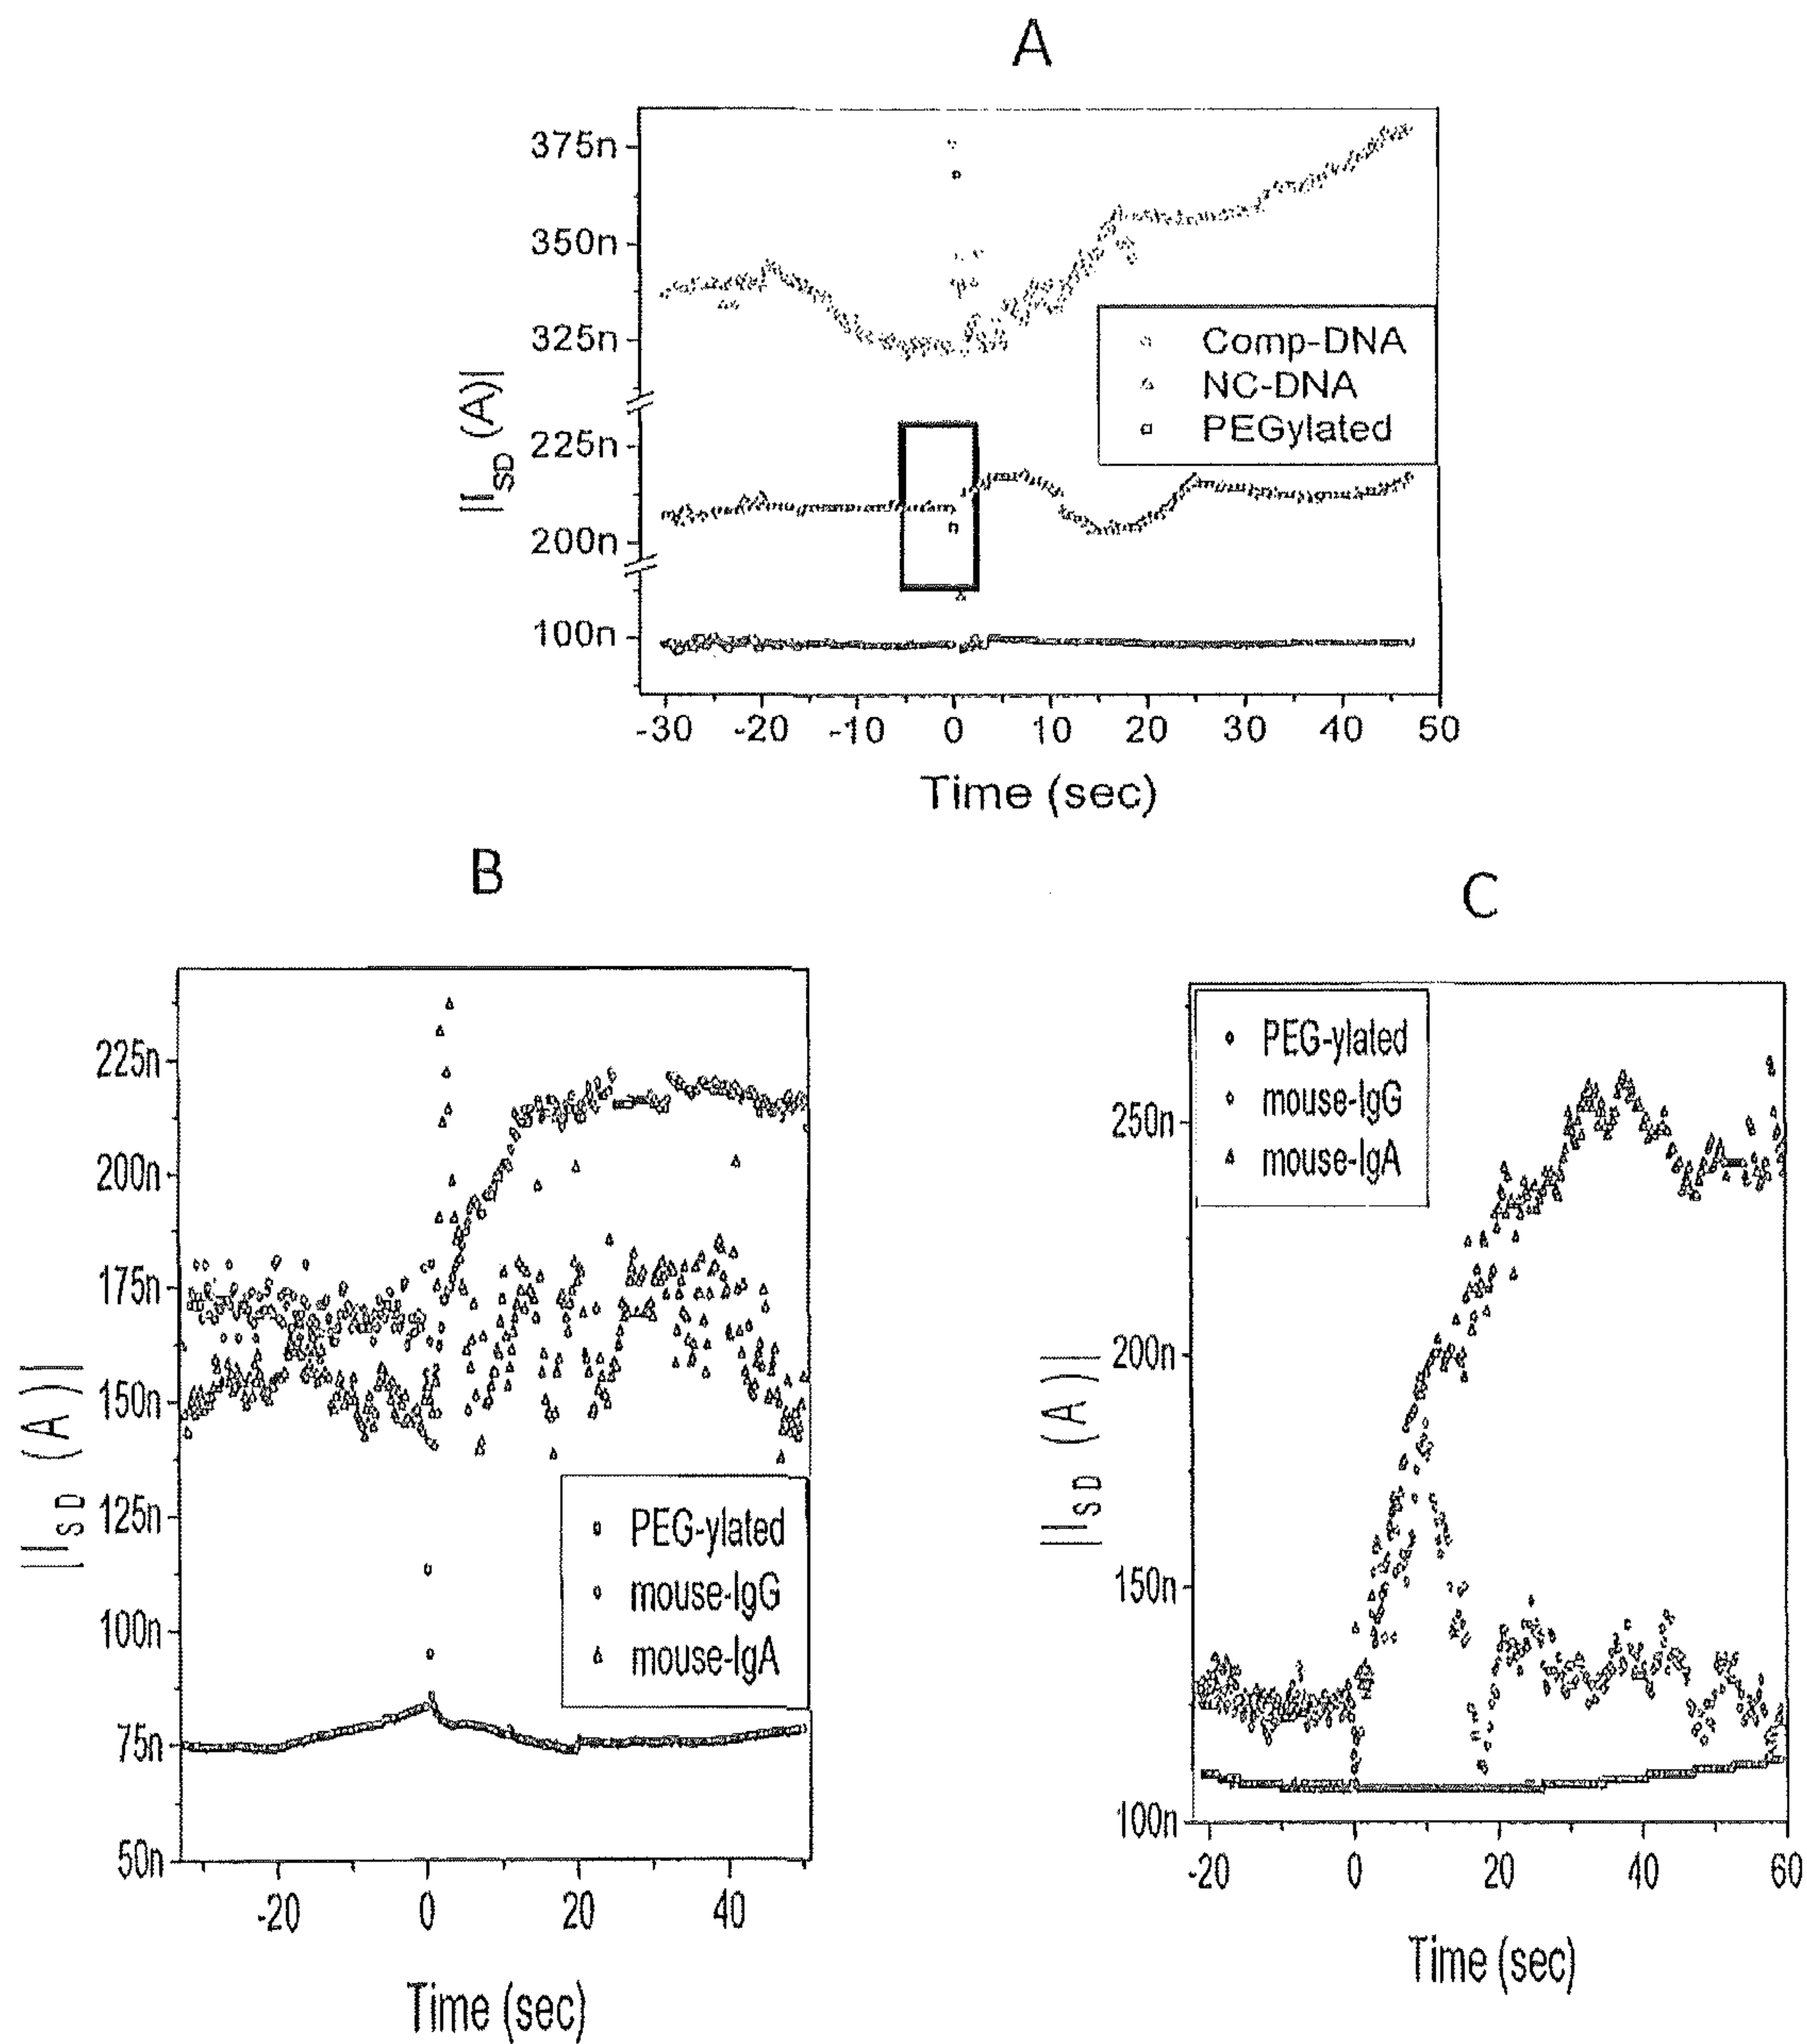 A
375n
350n
325n
225n
200n
100n
|I_SD (A)|
Comp-DNA
NC-DNA
PEGylated
-30 -20 -10 0 10 20 30 40 50
Time (sec)
B
225n
200n
175n
150n
125n
100n
75n
50n
|I_SD (A)|
PEG-ylated
mouse-IgG
mouse-IgA
-20 0 20 40
Time (sec)
C
PEG-ylated
mouse-IgG
mouse-IgA
250n
200n
150n
100n
|I_SD (A)|
-20 0 20 40 60
Time (sec)